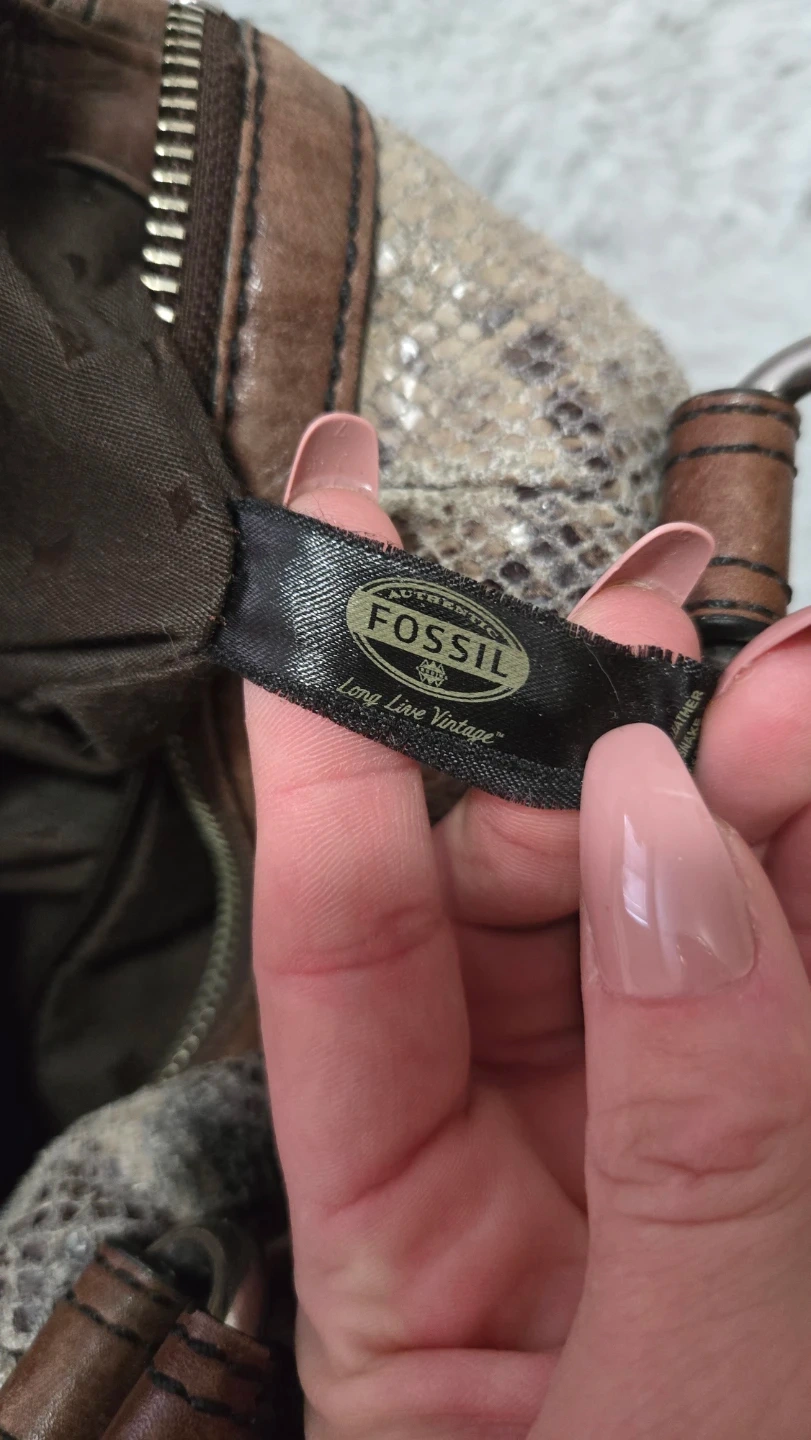 AUTHENTIC
FOSSIL
Long Live Vintage™